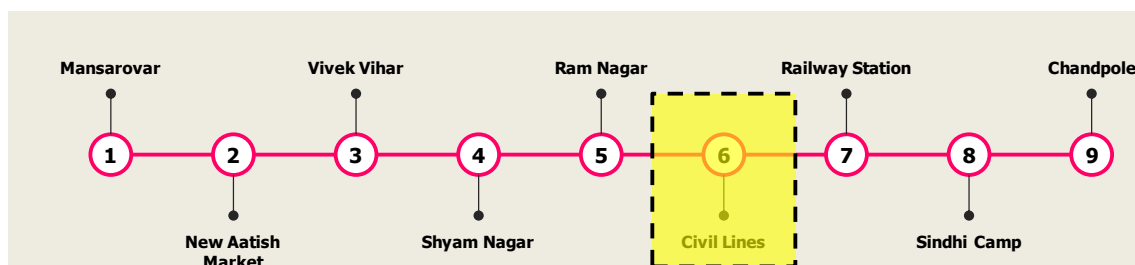 Mansarovar
Vivek Vihar
Ram Nagar
Railway Station
Chandpole
1 2 3 4 5 6 7 8 9
New Aatish
Market
Shyam Nagar
Civil Lines
Sindhi Camp